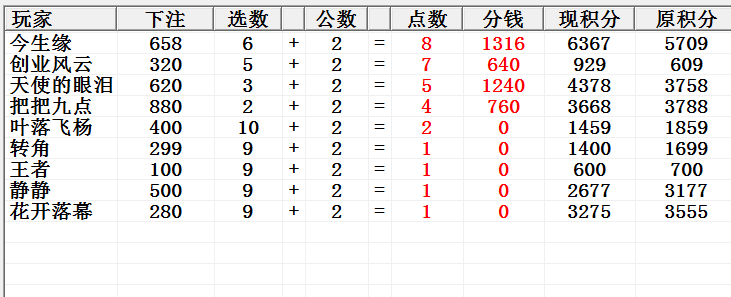 玩家 下注 选数 公数 点数 分钱 现积分 原积分
今生缘 658 6 + 2 = 8 1316 6367 5709
创业风云 320 5 + 2 = 7 640 929 609
天使的眼泪 620 3 + 2 = 5 1240 4378 3758
把把九点 880 2 + 2 = 4 760 3668 3788
叶落飞杨 400 10 + 2 = 2 0 1459 1859
转角 299 9 + 2 = 1 0 1400 1699
王者 100 9 + 2 = 1 0 600 700
静静 500 9 + 2 = 1 0 2677 3177
花开落幕 280 9 + 2 = 1 0 3275 3555